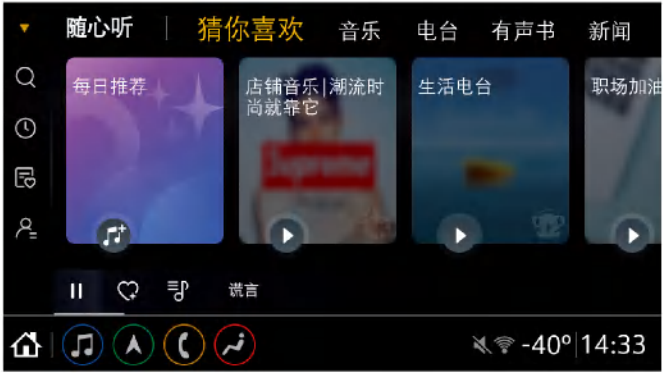 随心听
猜你喜欢
音乐
电台
有声书
新闻
每日推荐
店铺音乐|潮流时
尚就靠它
生活电台
职场加油
Supreme
谎言
-40°
14:33